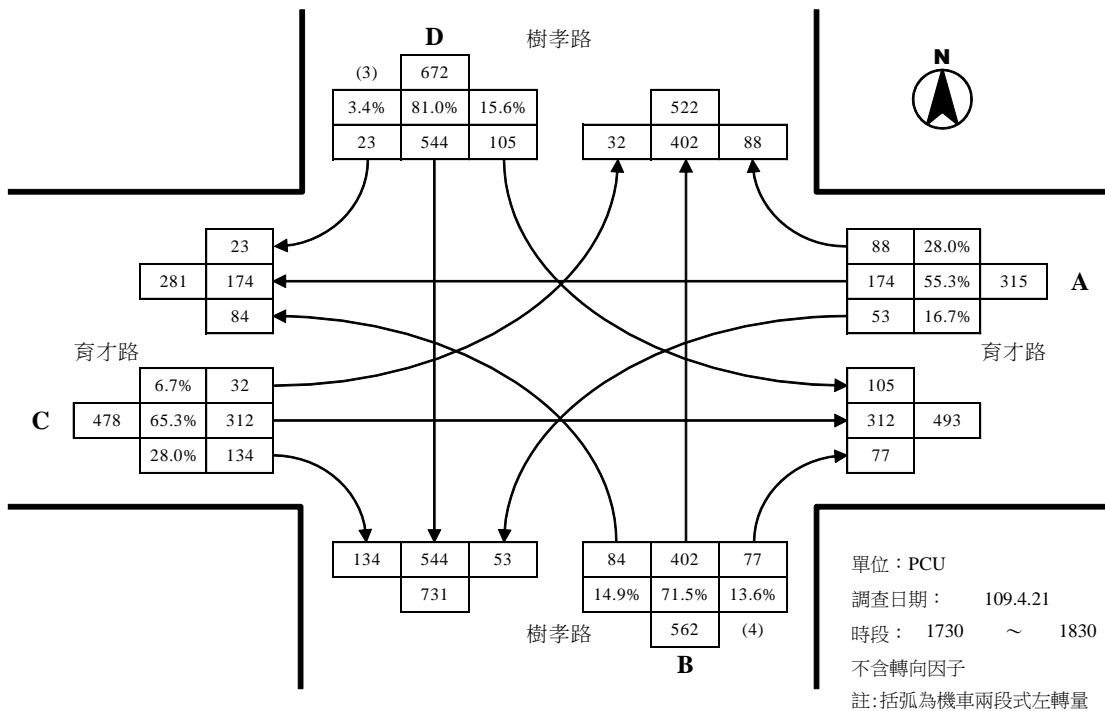 D 樹孝路
N
(3) 672
3.4% 81.0% 15.6%
23 544 105
522
32 402 88
23
281 174
84
88 28.0%
174 55.3% 315
53 16.7%
A
育才路
育才路
6.7% 32
C 478 65.3% 312
28.0% 134
105
312 493
77
134 544 53
731
84 402 77
14.9% 71.5% 13.6%
樹孝路 562 (4)
B
單位：PCU
調查日期： 109.4.21
時段： 1730 ～ 1830
不含轉向因子
註:括弧為機車兩段式左轉量